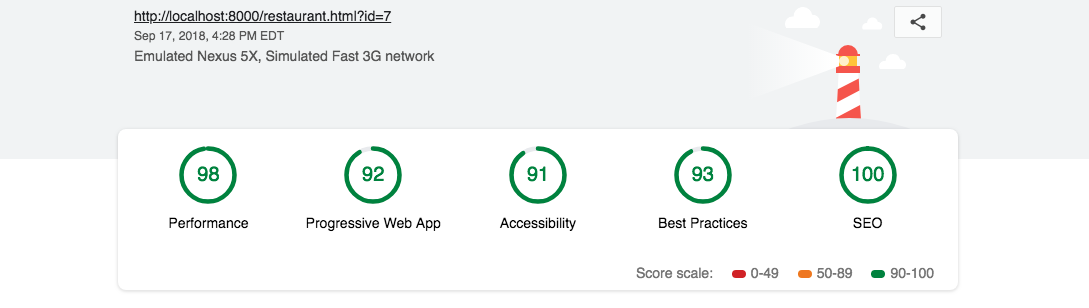 http://localhost:8000/restaurant.html?id=7
Sep 17, 2018, 4:28 PM EDT
Emulated Nexus 5X, Simulated Fast 3G network
98 92 91 93 100
Performance Progressive Web App Accessibility Best Practices SEO
Score scale: 0-49 50-89 90-100